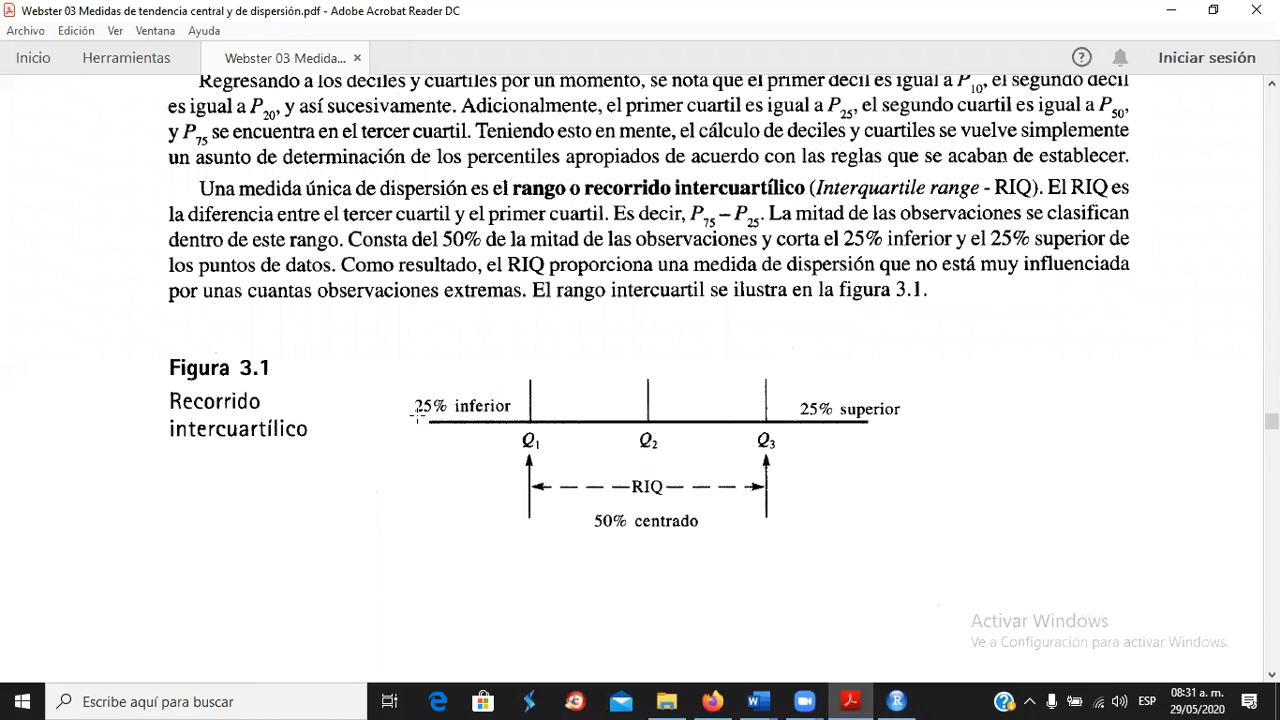 Webster 03 Medidas de tendencia central y de dispersión.pdf - Adobe Acrobat Reader DC
Archivo Edición Ver Ventana Ayuda
Inicio Herramientas Webster 03 Medida... × Iniciar sesión
Regresando a los deciles y cuartiles por un momento, se nota que el primer decil es igual a P10, el segundo decil
es igual a P20, y así sucesivamente. Adicionalmente, el primer cuartil es igual a P25, el segundo cuartil es igual a P50,
y P75 se encuentra en el tercer cuartil. Teniendo esto en mente, el cálculo de deciles y cuartiles se vuelve simplemente
un asunto de determinación de los percentiles apropiados de acuerdo con las reglas que se acaban de establecer.
Una medida única de dispersión es el rango o recorrido intercuartílico (Interquartile range - RIQ). El RIQ es
la diferencia entre el tercer cuartil y el primer cuartil. Es decir, P75 – P25. La mitad de las observaciones se clasifican
dentro de este rango. Consta del 50% de la mitad de las observaciones y corta el 25% inferior y el 25% superior de
los puntos de datos. Como resultado, el RIQ proporciona una medida de dispersión que no está muy influenciada
por unas cuantas observaciones extremas. El rango intercuartil se ilustra en la figura 3.1.
Figura 3.1
Recorrido
intercuartílico
25% inferior 25% superior
Q1 Q2 Q3
RIQ
50% centrado
Activar Windows
Ve a Configuración para activar Windows.
Escribe aquí para buscar
ESP
08:31 a. m.
29/05/2020